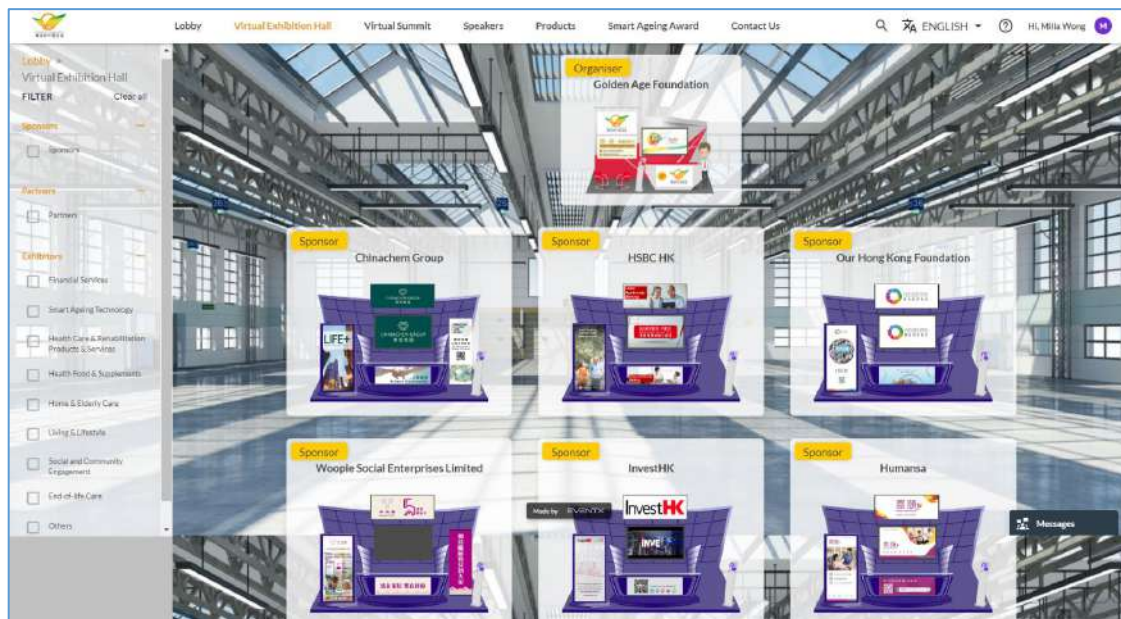 Lobby
Virtual Exhibition Hall
Virtual Summit
Speakers
Products
Smart Ageing Award
Contact Us
ENGLISH
Hi, Milla Wong
M
Lobby >
Virtual Exhibition Hall
FILTER
Clear all
Sponsors
Sponsors
Partners
Partners
Exhibitors
Financial Services
Smart Ageing Technology
Health Care & Rehabilitation
Products & Services
Health Food & Supplements
Home & Elderly Care
Living & Lifestyle
Social and Community
Engagement
End-of-life Care
Others
Organiser
Golden Age Foundation
Sponsor
Chinachem Group
CHINACHEM GROUP
LIFE+
Sponsor
HSBC HK
Sponsor
Our Hong Kong Foundation
Sponsor
Woopie Social Enterprises Limited
Sponsor
InvestHK
Made by EVENTX
InvestHK
Sponsor
Humansa
Messages